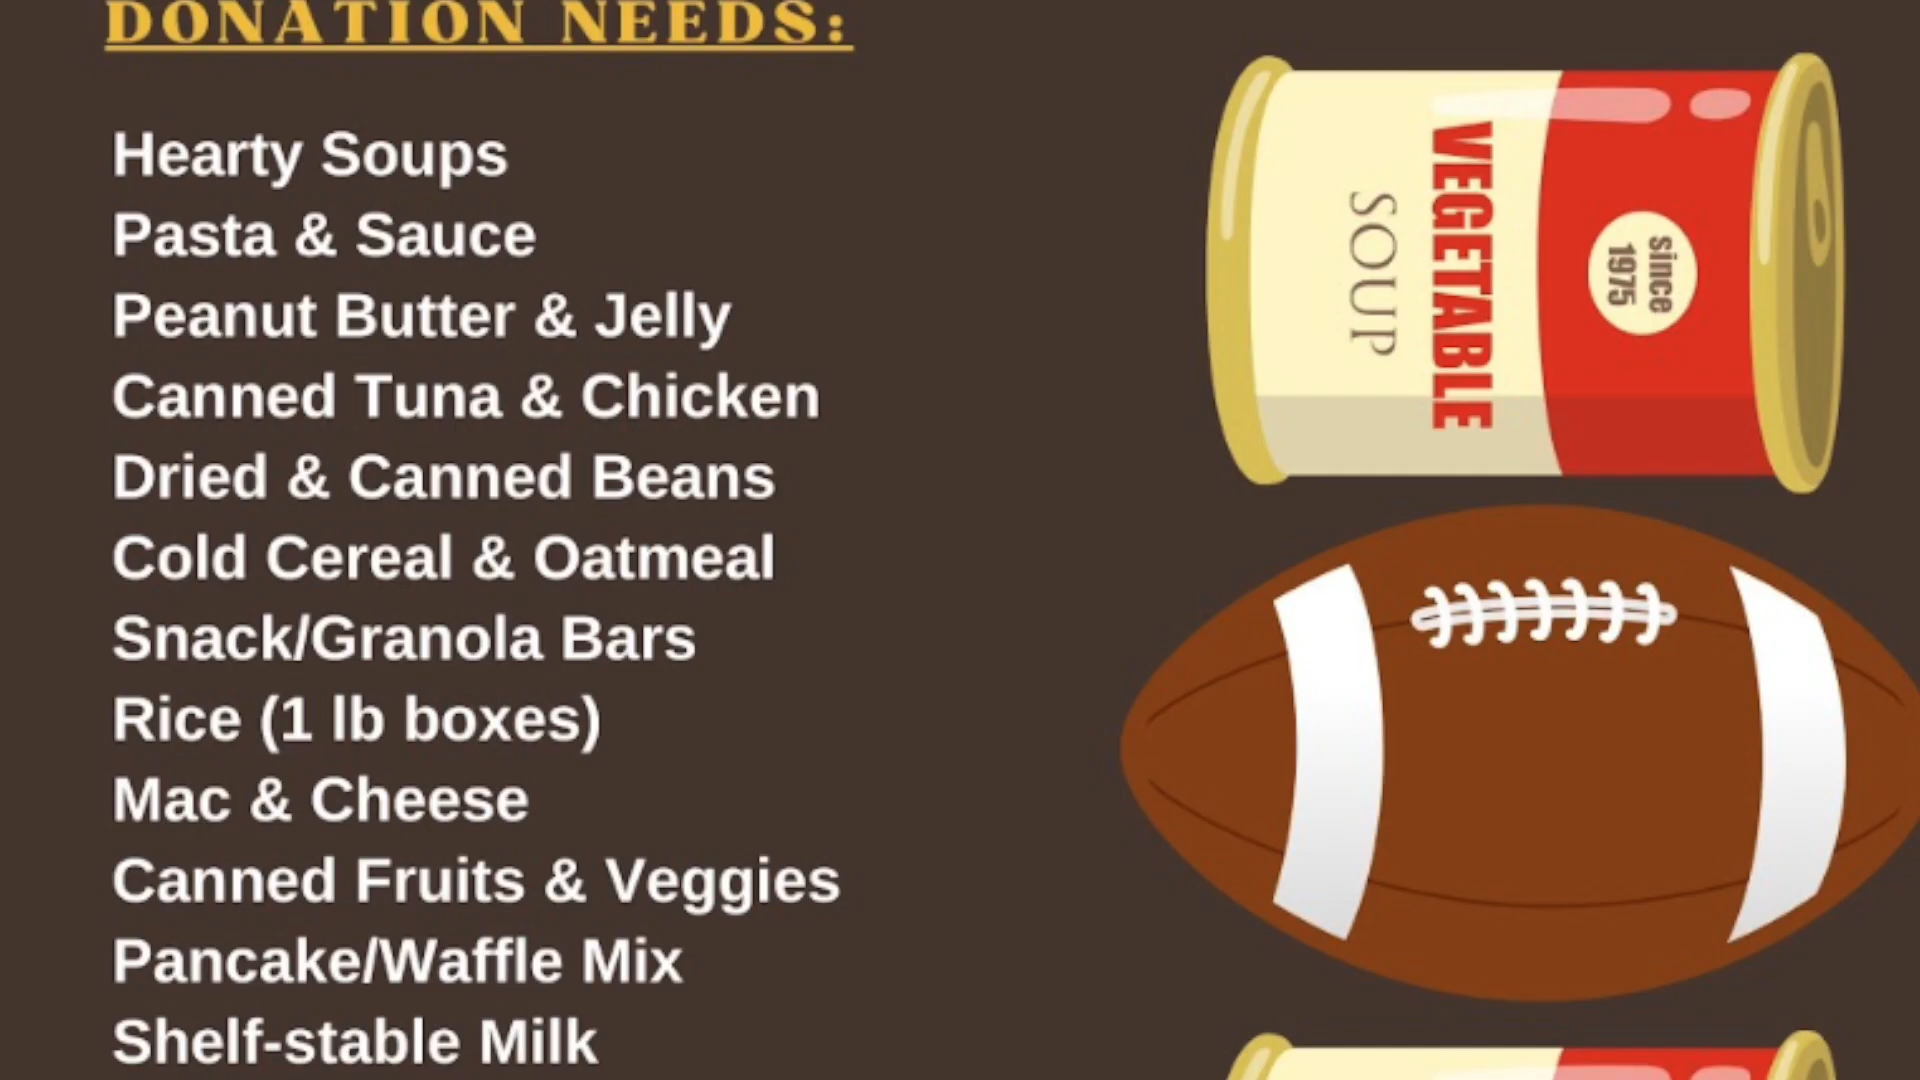 DONATION NEEDS:
Hearty Soups
Pasta & Sauce
Peanut Butter & Jelly
Canned Tuna & Chicken
Dried & Canned Beans
Cold Cereal & Oatmeal
Snack/Granola Bars
Rice (1 lb boxes)
Mac & Cheese
Canned Fruits & Veggies
Pancake/Waffle Mix
Shelf-stable Milk
since
1975
VEGETABLE
SOUP